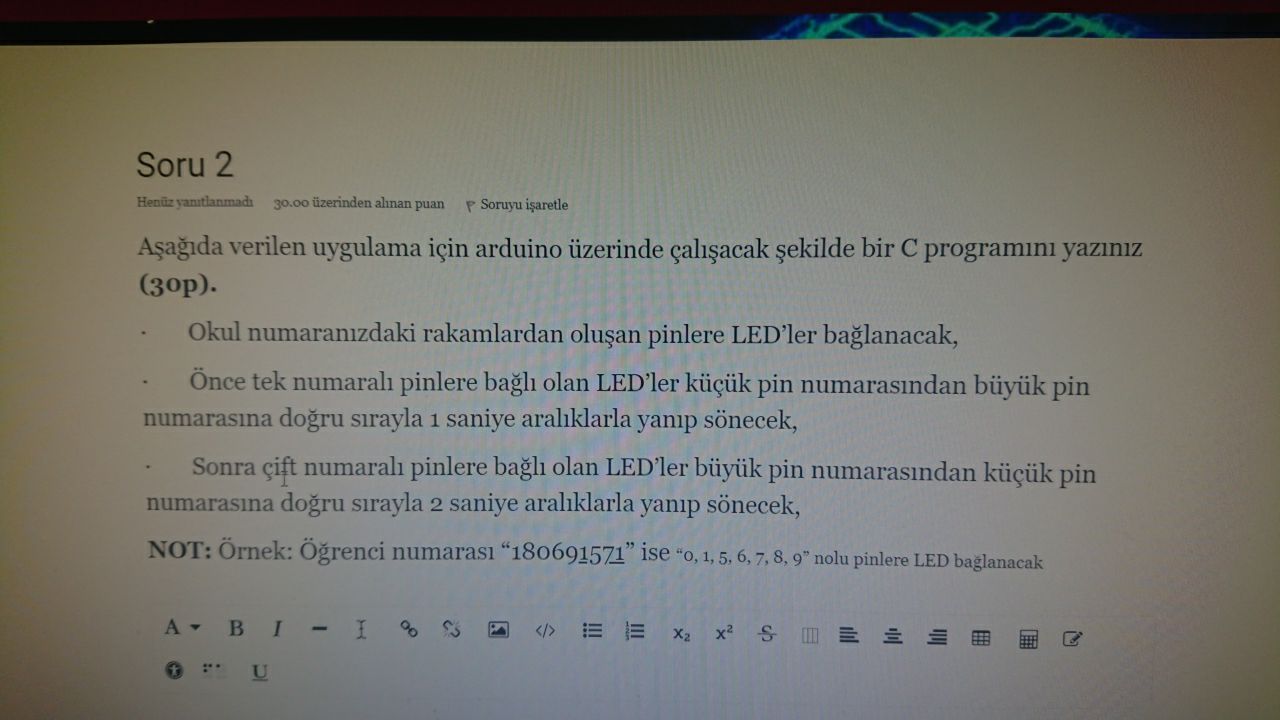 Soru 2
Henüz yanıtlanmadı 30.00 üzerinden alınan puan Soruyu işaretle
Aşağıda verilen uygulama için arduino üzerinde çalışacak şekilde bir C programını yazınız
(30p).
· Okul numaranızdaki rakamlardan oluşan pinlere LED’ler bağlanacak,
· Önce tek numaralı pinlere bağlı olan LED’ler küçük pin numarasından büyük pin
numarasına doğru sırayla 1 saniye aralıklarla yanıp sönecek,
· Sonra çift numaralı pinlere bağlı olan LED’ler büyük pin numarasından küçük pin
numarasına doğru sırayla 2 saniye aralıklarla yanıp sönecek,
NOT: Örnek: Öğrenci numarası “180691571” ise “0, 1, 5, 6, 7, 8, 9” nolu pinlere LED bağlanacak
A B I
x₂ x² S
U